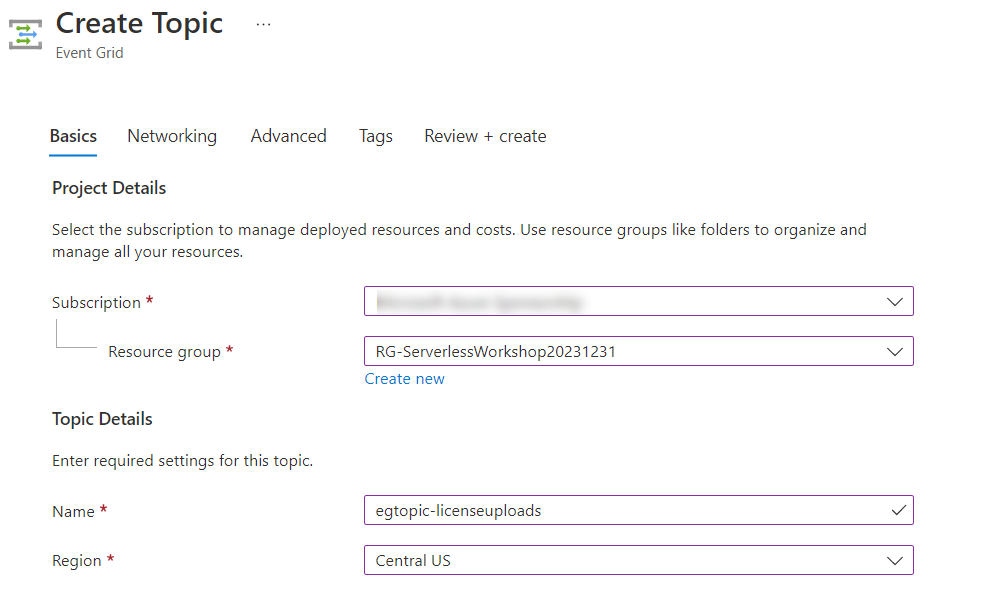 Create Topic ...
Event Grid
Basics Networking Advanced Tags Review + create
Project Details
Select the subscription to manage deployed resources and costs. Use resource groups like folders to organize and
manage all your resources.
Subscription *
Resource group * RG-ServerlessWorkshop20231231
Create new
Topic Details
Enter required settings for this topic.
Name * egtopic-licenseuploads
Region * Central US